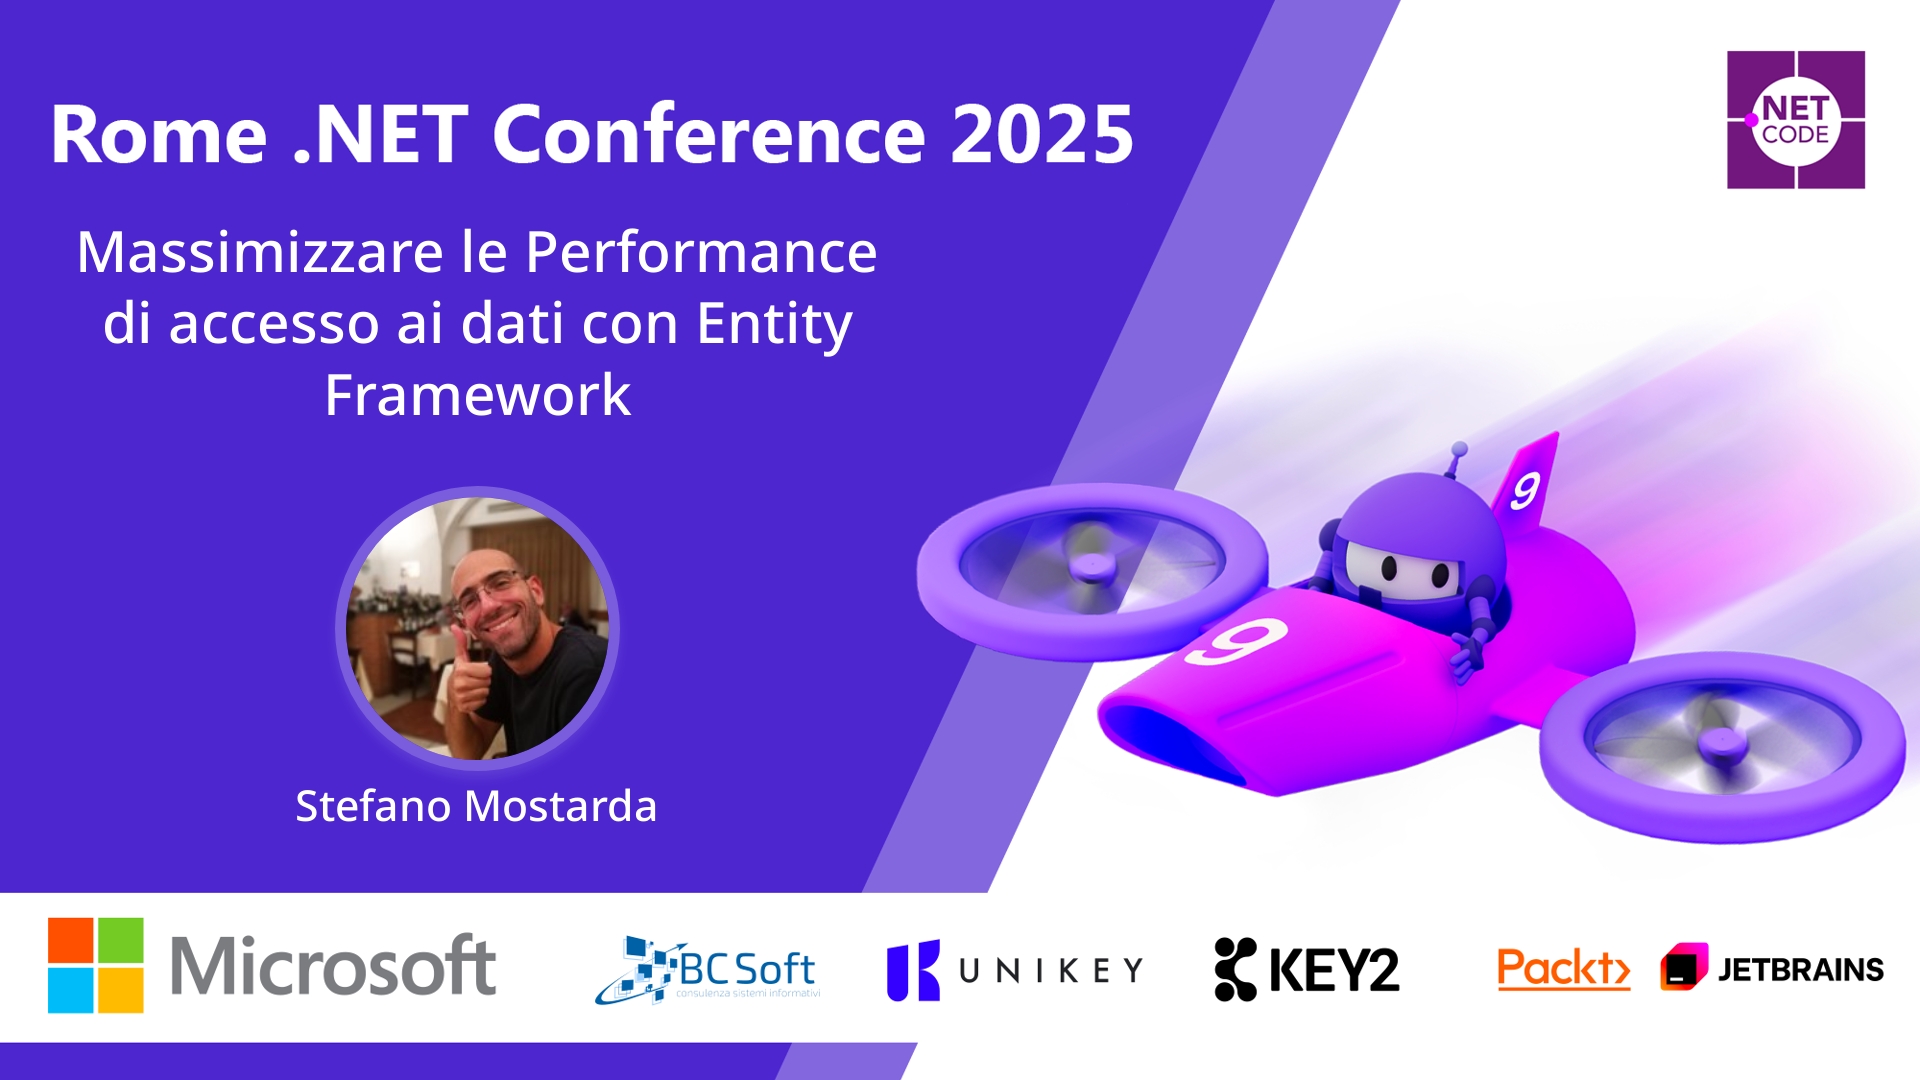 Rome .NET Conference 2025
.NET
CODE
Massimizzare le Performance
di accesso ai dati con Entity
Framework
9
9
Stefano Mostarda
Microsoft
BC Soft
consulenza sistemi informativi
UNIKEY
KEY2
Packt>
JETBRAINS